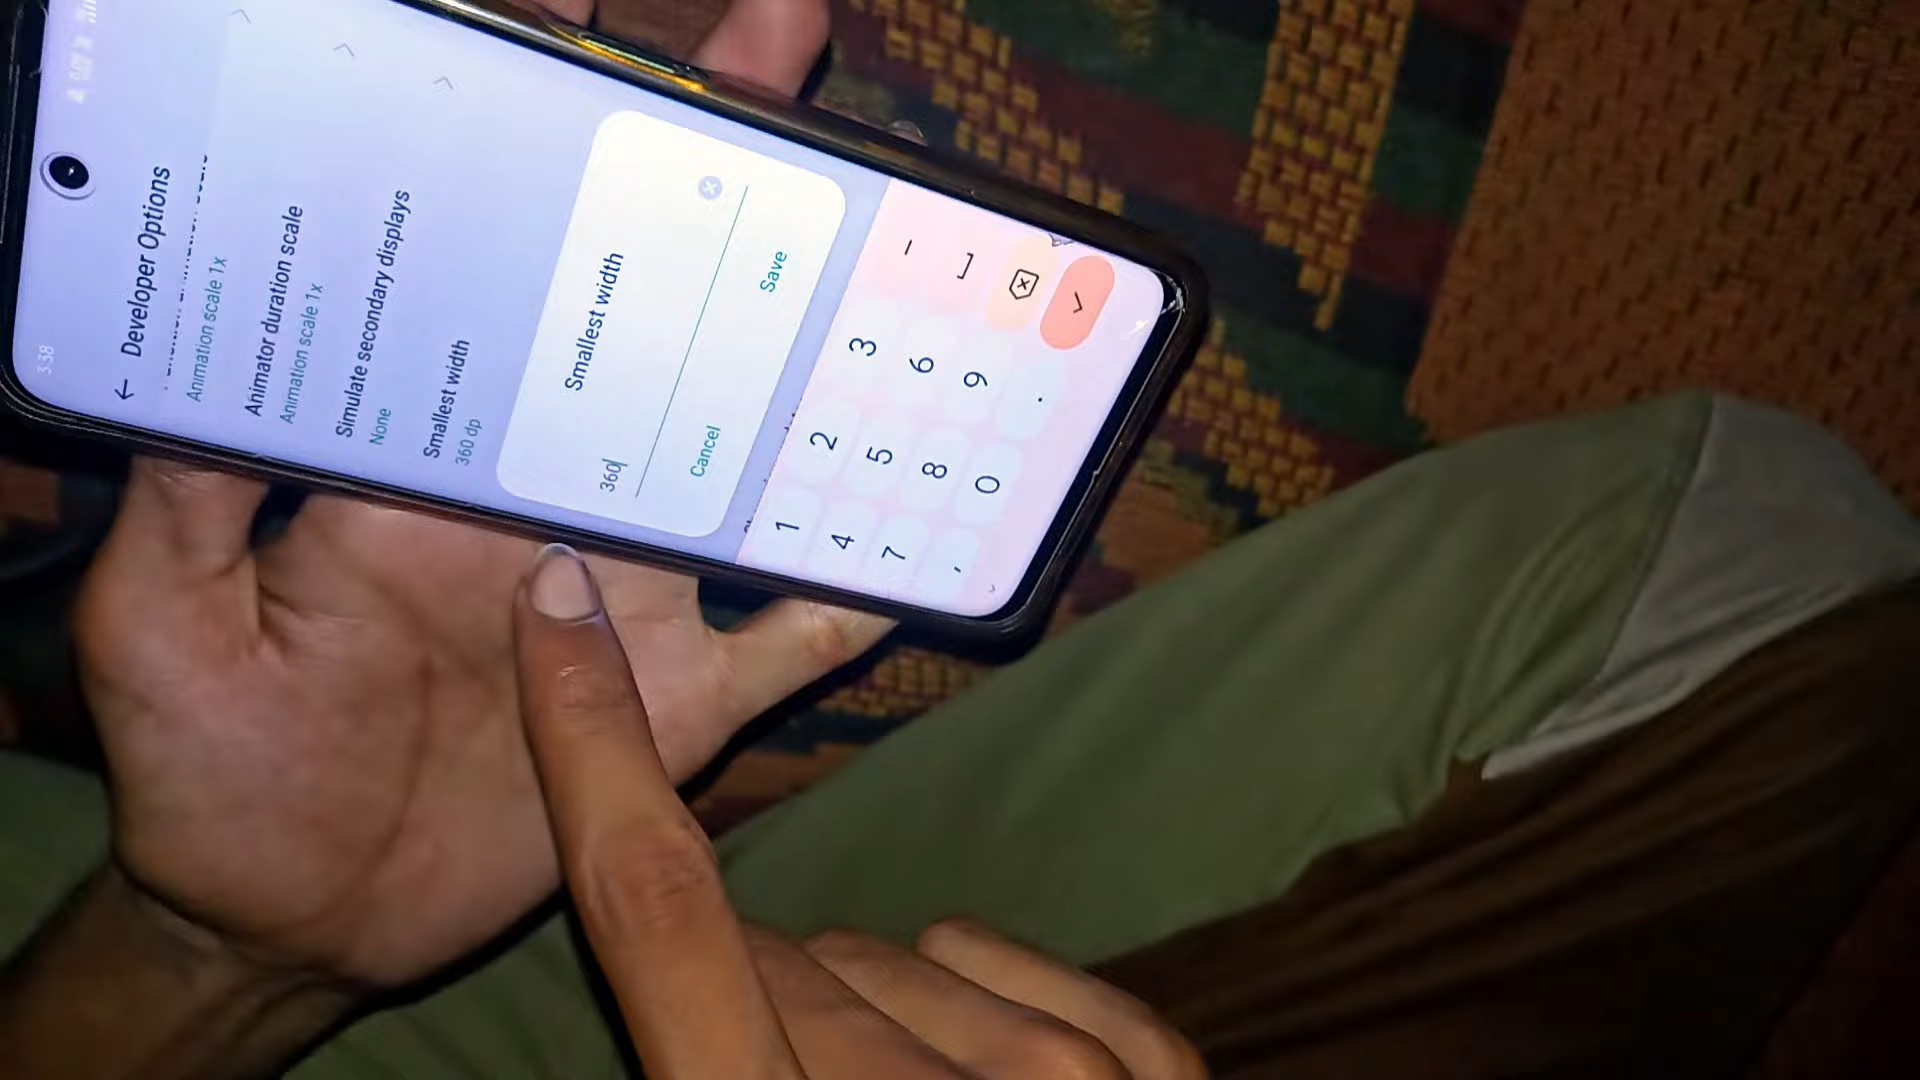 3:38
← Developer Options
Animation scale 1x
Animator duration scale
Animation scale 1x
Simulate secondary displays
None
Smallest width
360 dp
Smallest width
360
Cancel Save
1 2 3 -
4 5 6
7 8 9
, 0 .